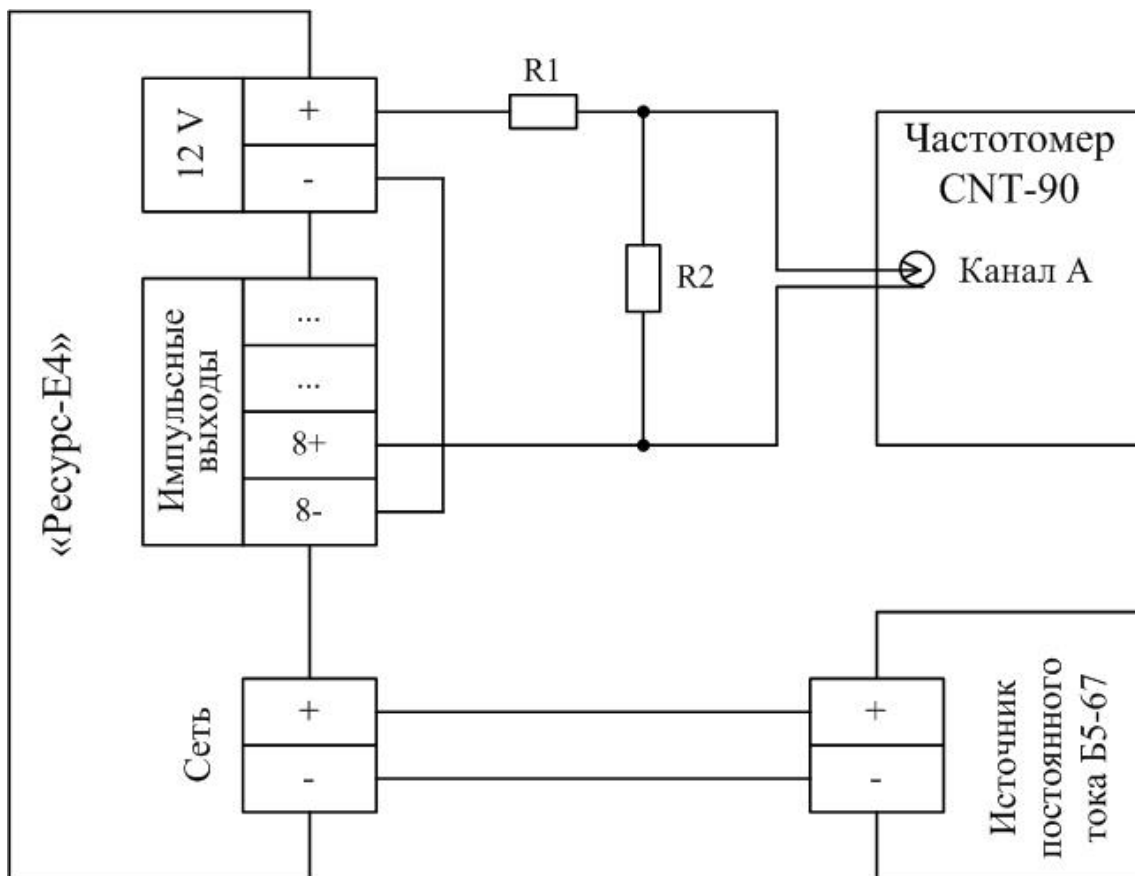 «Ресурс-Е4»
12 V
+
-
Импульсные
выходы
...
...
8+
8-
Сеть
+
-
R1
R2
Частотомер
CNT-90
Канал А
+
-
Источник
постоянного
тока Б5-67